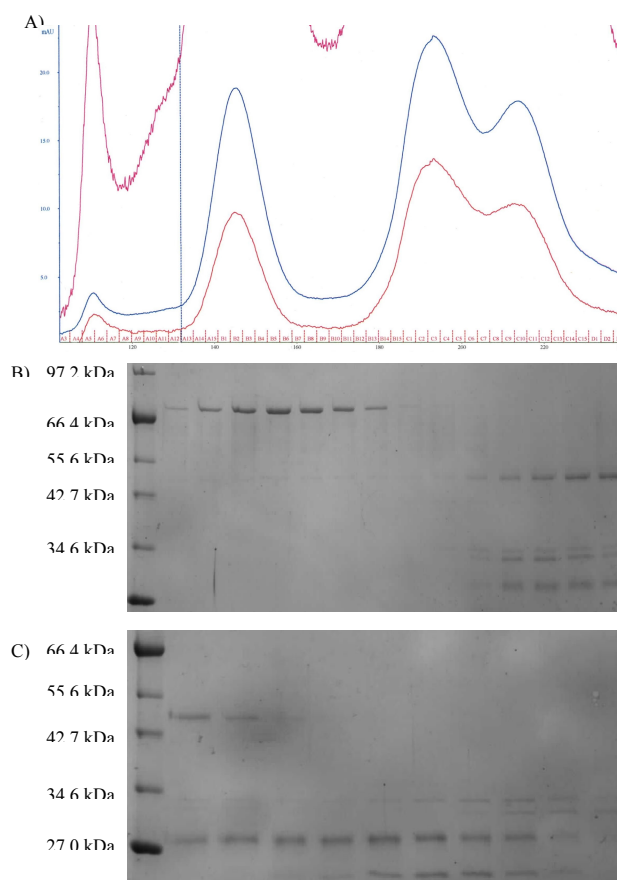 A)
mAU
20.0
15.0
10.0
5.0
A3 A4 A5 A6 A7 A8 A9 A10 A11 A12 A13 A14 A15 B1 B2 B3 B4 B5 B6 B7 B8 B9 B10 B11 B12 B13 B14 B15 C1 C2 C3 C4 C5 C6 C7 C8 C9 C10 C11 C12 C13 C14 C15 D1 D2
120 140 160 180 200 220
B)
97.2 kDa
66.4 kDa
55.6 kDa
42.7 kDa
34.6 kDa
C)
66.4 kDa
55.6 kDa
42.7 kDa
34.6 kDa
27.0 kDa